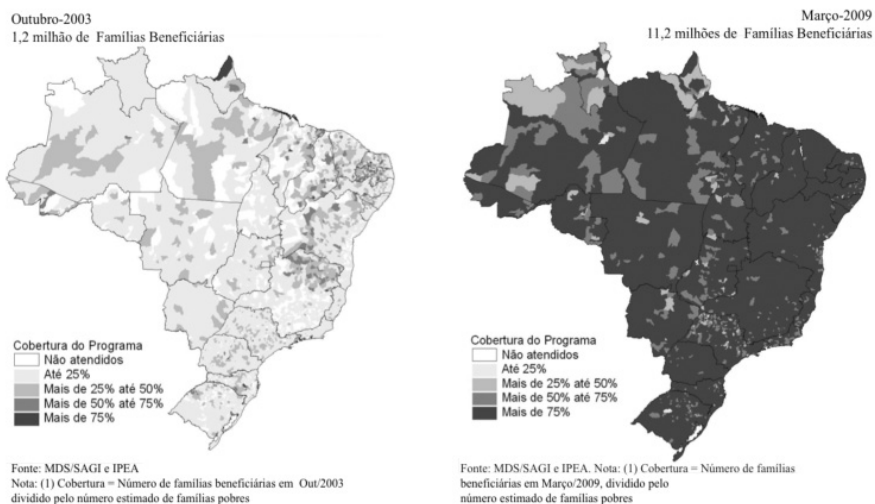 Outubro-2003
1,2 milhão de Famílias Beneficiárias
Cobertura do Programa
Não atendidos
Até 25%
Mais de 25% até 50%
Mais de 50% até 75%
Mais de 75%
Fonte: MDS/SAGI e IPEA
Nota: (1) Cobertura = Número de famílias beneficiárias em Out/2003
dividido pelo número estimado de famílias pobres
Março-2009
11,2 milhões de Famílias Beneficiárias
Cobertura do Programa
Não atendidos
Até 25%
Mais de 25% até 50%
Mais de 50% até 75%
Mais de 75%
Fonte: MDS/SAGI e IPEA. Nota: (1) Cobertura = Número de famílias
beneficiárias em Março/2009, dividido pelo
número estimado de famílias pobres